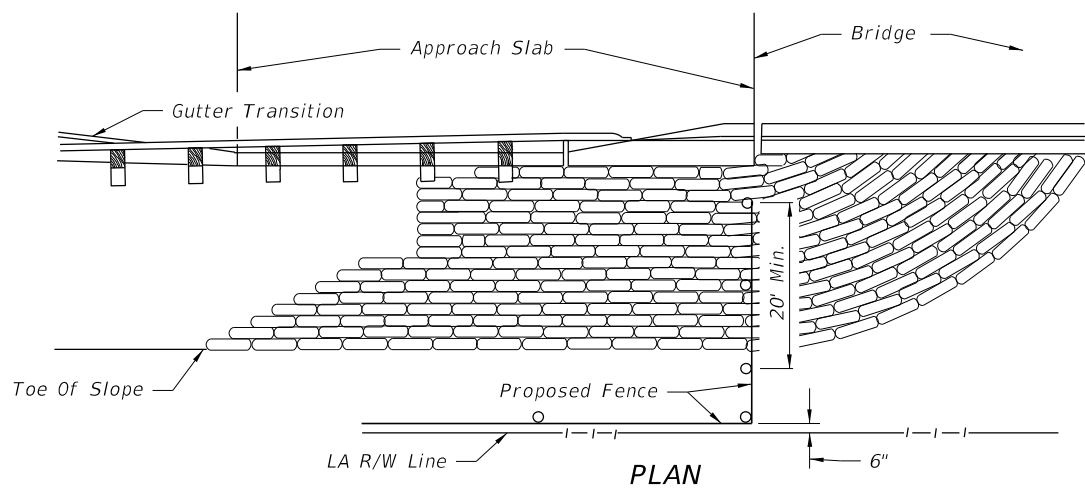 Approach Slab
Bridge
Gutter Transition
20' Min.
Toe Of Slope
Proposed Fence
LA R/W Line
6"
PLAN